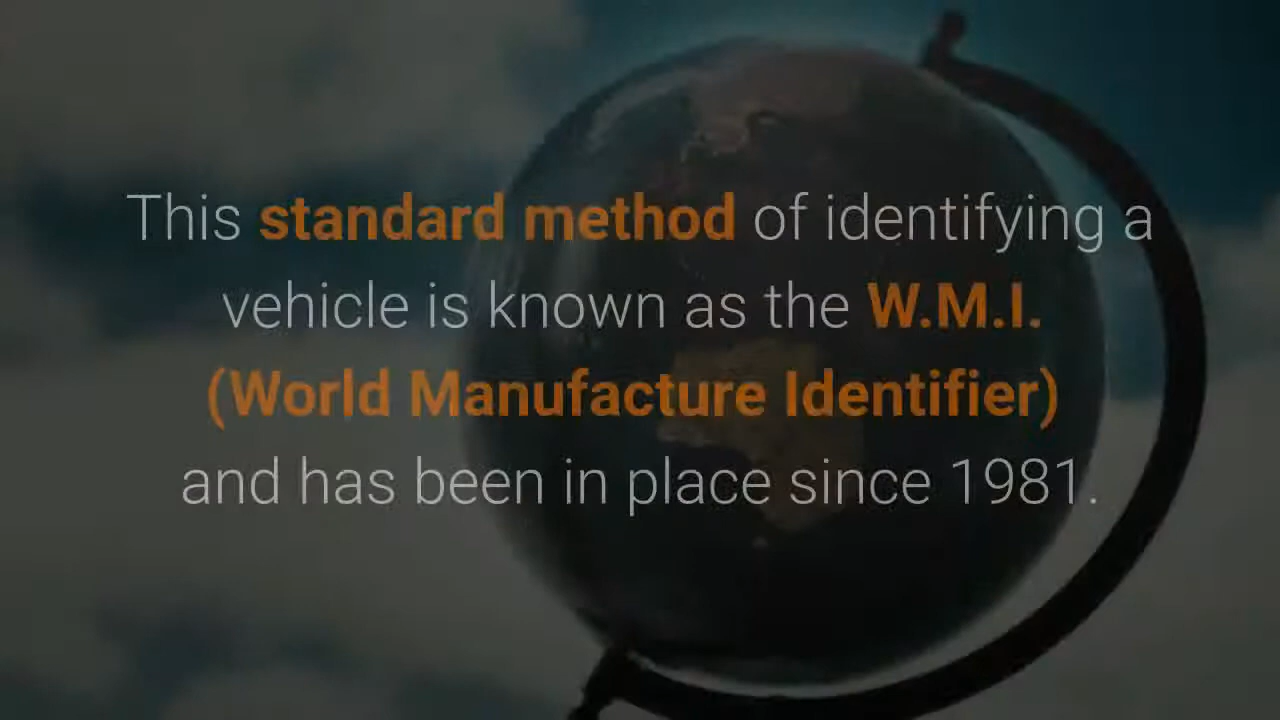 This standard method of identifying a
vehicle is known as the W.M.I.
(World Manufacture Identifier)
and has been in place since 1981.